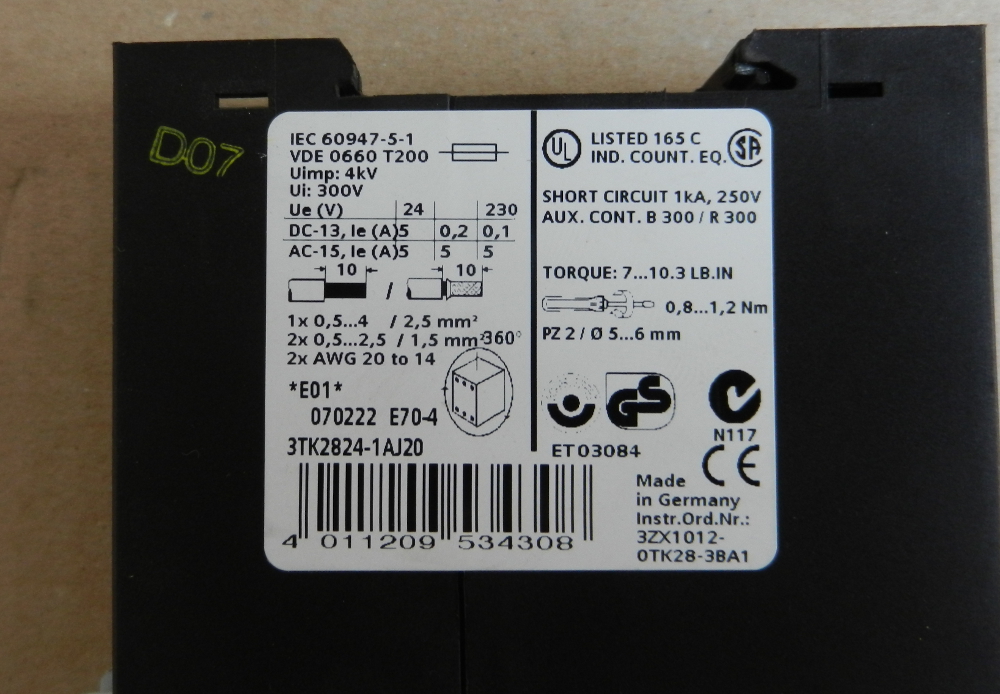 D07
IEC 60947-5-1
VDE 0660 T200
Uimp: 4kV
Ui: 300V
Ue (V) 24 230
DC-13, Ie (A) 5 0,2 0,1
AC-15, Ie (A) 5 5 5
10 10
/
1x 0,5...4 / 2,5 mm²
2x 0,5...2,5 / 1,5 mm²
360°
2x AWG 20 to 14
*E01*
070222 E70-4
3TK2824-1AJ20
4 011209 534308
UL LISTED 165 C
IND. COUNT. EQ. SA
SHORT CIRCUIT 1kA, 250V
AUX. CONT. B 300 / R 300
TORQUE: 7...10.3 LB.IN
0,8...1,2 Nm
PZ 2 / Ø 5...6 mm
GS
N117
ET 03084
CE
Made
in Germany
Instr.Ord.Nr.:
3ZX1012-
0TK28-3BA1